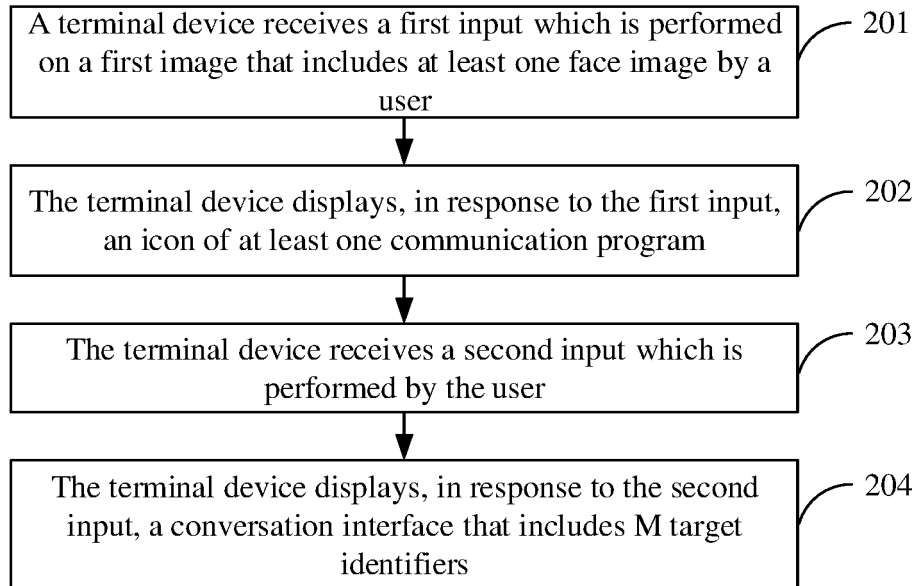 A terminal device receives a first input which is performed
on a first image that includes at least one face image by a
user
201
The terminal device displays, in response to the first input,
an icon of at least one communication program
202
The terminal device receives a second input which is
performed by the user
203
The terminal device displays, in response to the second
input, a conversation interface that includes M target
identifiers
204